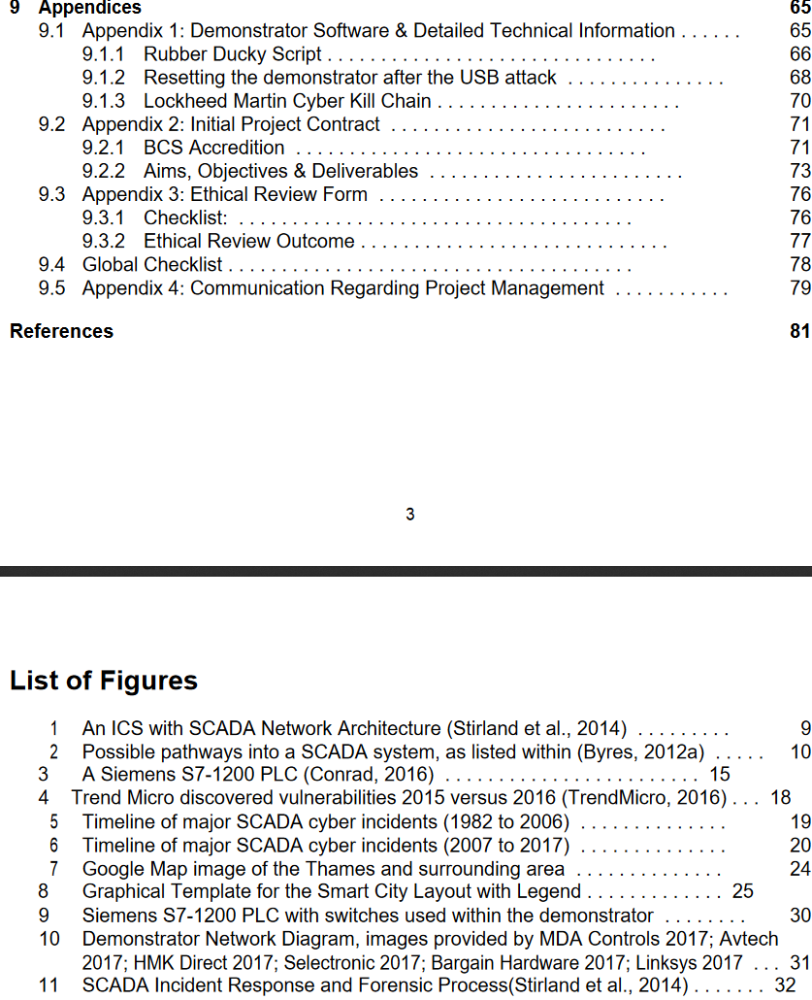 9 Appendices 65
9.1 Appendix 1: Demonstrator Software & Detailed Technical Information . . . . . . 65
9.1.1 Rubber Ducky Script . . . . . . . . . . . . . . . . . . . . . . . . . . . . . . . 66
9.1.2 Resetting the demonstrator after the USB attack . . . . . . . . . . . . . . . 68
9.1.3 Lockheed Martin Cyber Kill Chain . . . . . . . . . . . . . . . . . . . . . . . 70
9.2 Appendix 2: Initial Project Contract . . . . . . . . . . . . . . . . . . . . . . . . . . 71
9.2.1 BCS Accredition . . . . . . . . . . . . . . . . . . . . . . . . . . . . . . . . . 71
9.2.2 Aims, Objectives & Deliverables . . . . . . . . . . . . . . . . . . . . . . . . 73
9.3 Appendix 3: Ethical Review Form . . . . . . . . . . . . . . . . . . . . . . . . . . . 76
9.3.1 Checklist: . . . . . . . . . . . . . . . . . . . . . . . . . . . . . . . . . . . . . 76
9.3.2 Ethical Review Outcome . . . . . . . . . . . . . . . . . . . . . . . . . . . . . 77
9.4 Global Checklist . . . . . . . . . . . . . . . . . . . . . . . . . . . . . . . . . . . . . . 78
9.5 Appendix 4: Communication Regarding Project Management . . . . . . . . . . . 79
References 81
3
List of Figures
1 An ICS with SCADA Network Architecture (Stirland et al., 2014) . . . . . . . . . 9
2 Possible pathways into a SCADA system, as listed within (Byres, 2012a) . . . . . 10
3 A Siemens S7-1200 PLC (Conrad, 2016) . . . . . . . . . . . . . . . . . . . . . . . . 15
4 Trend Micro discovered vulnerabilities 2015 versus 2016 (TrendMicro, 2016) . . . 18
5 Timeline of major SCADA cyber incidents (1982 to 2006) . . . . . . . . . . . . . . 19
6 Timeline of major SCADA cyber incidents (2007 to 2017) . . . . . . . . . . . . . . 20
7 Google Map image of the Thames and surrounding area . . . . . . . . . . . . . . 24
8 Graphical Template for the Smart City Layout with Legend . . . . . . . . . . . . . 25
9 Siemens S7-1200 PLC with switches used within the demonstrator . . . . . . . . 30
10 Demonstrator Network Diagram, images provided by MDA Controls 2017; Avtech
2017; HMK Direct 2017; Selectronic 2017; Bargain Hardware 2017; Linksys 2017 . . . 31
11 SCADA Incident Response and Forensic Process(Stirland et al., 2014) . . . . . . . 32